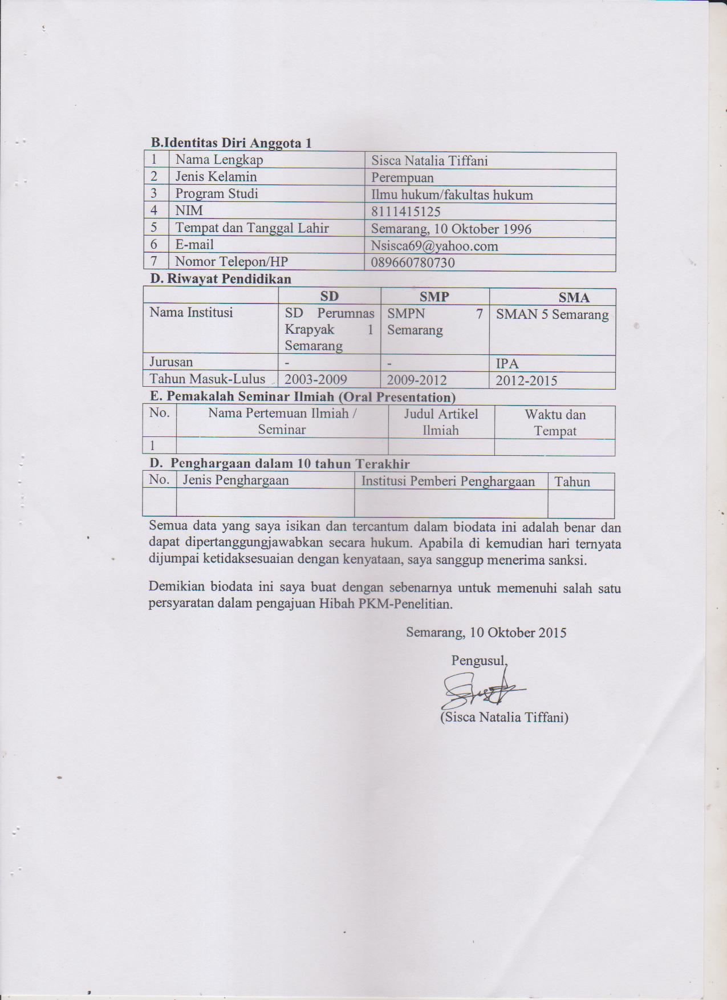 B.Identitas Diri Anggota 1
1 Nama Lengkap Sisca Natalia Tiffani
2 Jenis Kelamin Perempuan
3 Program Studi Ilmu hukum/fakultas hukum
4 NIM 8111415125
5 Tempat dan Tanggal Lahir Semarang, 10 Oktober 1996
6 E-mail Nsisca69@yahoo.com
7 Nomor Telepon/HP 089660780730
D. Riwayat Pendidikan
SD SMP SMA
Nama Institusi SD Perumnas SMPN 7 SMAN 5 Semarang
Krapyak 1 Semarang
Semarang
Jurusan - - IPA
Tahun Masuk-Lulus 2003-2009 2009-2012 2012-2015
E. Pemakalah Seminar Ilmiah (Oral Presentation)
No. Nama Pertemuan Ilmiah / Judul Artikel Waktu dan
Seminar Ilmiah Tempat
1
D. Penghargaan dalam 10 tahun Terakhir
No. Jenis Penghargaan Institusi Pemberi Penghargaan Tahun
Semua data yang saya isikan dan tercantum dalam biodata ini adalah benar dan
dapat dipertanggungjawabkan secara hukum. Apabila di kemudian hari ternyata
dijumpai ketidaksesuaian dengan kenyataan, saya sanggup menerima sanksi.
Demikian biodata ini saya buat dengan sebenarnya untuk memenuhi salah satu
persyaratan dalam pengajuan Hibah PKM-Penelitian.
Semarang, 10 Oktober 2015
Pengusul,
(Sisca Natalia Tiffani)